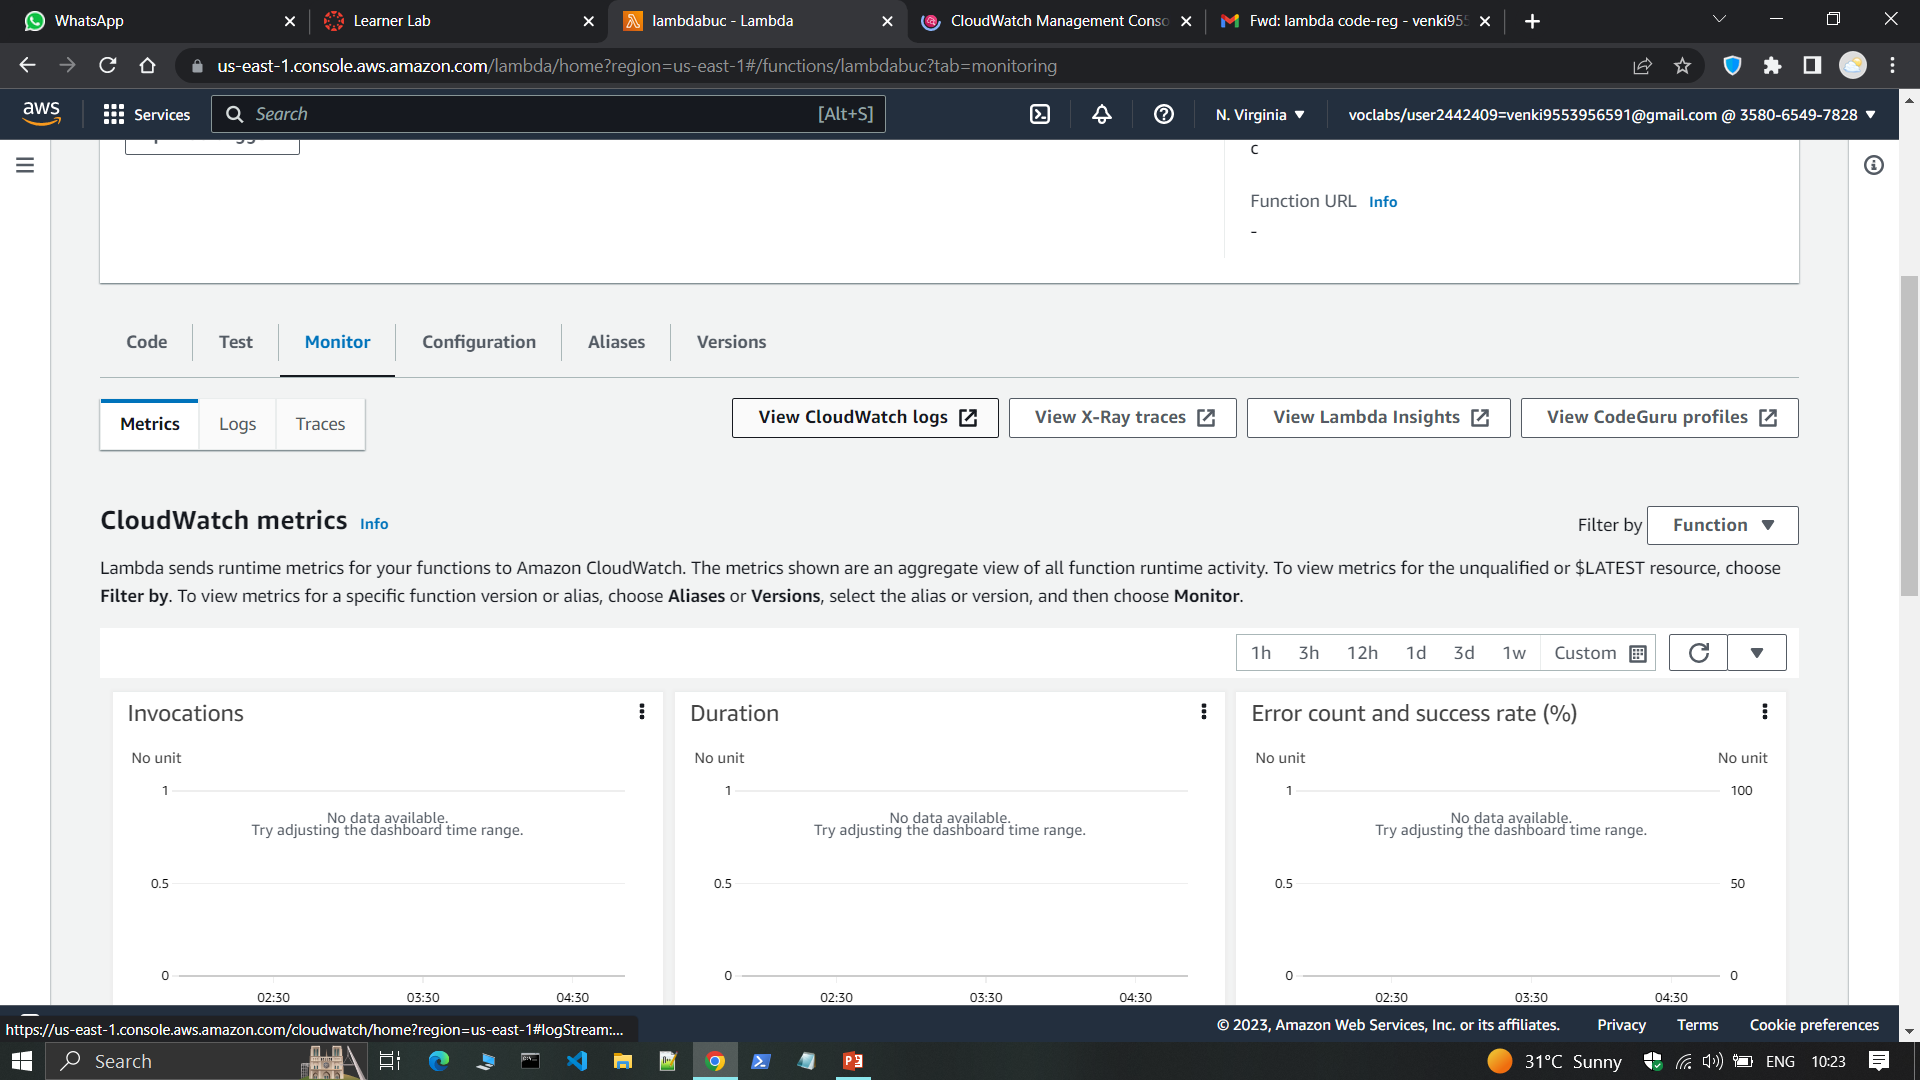 WhatsApp
Learner Lab
lambdabuc - Lambda
CloudWatch Management Conso
Fwd: lambda code-reg - venki955
us-east-1.console.aws.amazon.com/lambda/home?region=us-east-1#/functions/lambdabuc?tab=monitoring
aws
Services
Search
[Alt+S]
N. Virginia
voclabs/user2442409=venki9553956591@gmail.com @ 3580-6549-7828
c
Function URL Info
-
Code
Test
Monitor
Configuration
Aliases
Versions
Metrics
Logs
Traces
View CloudWatch logs
View X-Ray traces
View Lambda Insights
View CodeGuru profiles
CloudWatch metrics Info
Filter by Function
Lambda sends runtime metrics for your functions to Amazon CloudWatch. The metrics shown are an aggregate view of all function runtime activity. To view metrics for the unqualified or $LATEST resource, choose
Filter by. To view metrics for a specific function version or alias, choose Aliases or Versions, select the alias or version, and then choose Monitor.
1h 3h 12h 1d 3d 1w Custom
Invocations
No unit
1
No data available.
Try adjusting the dashboard time range.
0.5
0
02:30 03:30 04:30
Duration
No unit
1
No data available.
Try adjusting the dashboard time range.
0.5
0
02:30 03:30 04:30
Error count and success rate (%)
No unit No unit
1 100
No data available.
Try adjusting the dashboard time range.
0.5 50
0 0
02:30 03:30 04:30
https://us-east-1.console.aws.amazon.com/cloudwatch/home?region=us-east-1#logStream:...
© 2023, Amazon Web Services, Inc. or its affiliates.
Privacy
Terms
Cookie preferences
Search
31°C Sunny
ENG
10:23